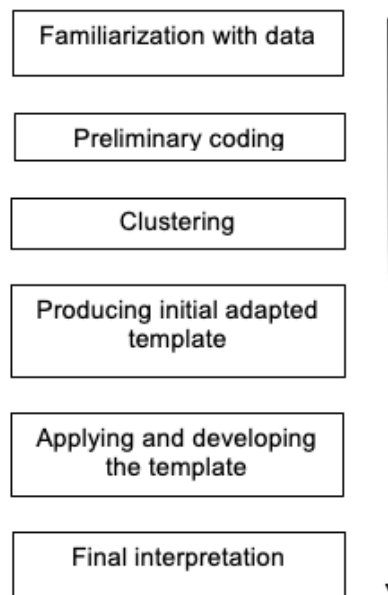 Familiarization with data
Preliminary coding
Clustering
Producing initial adapted
template
Applying and developing
the template
Final interpretation